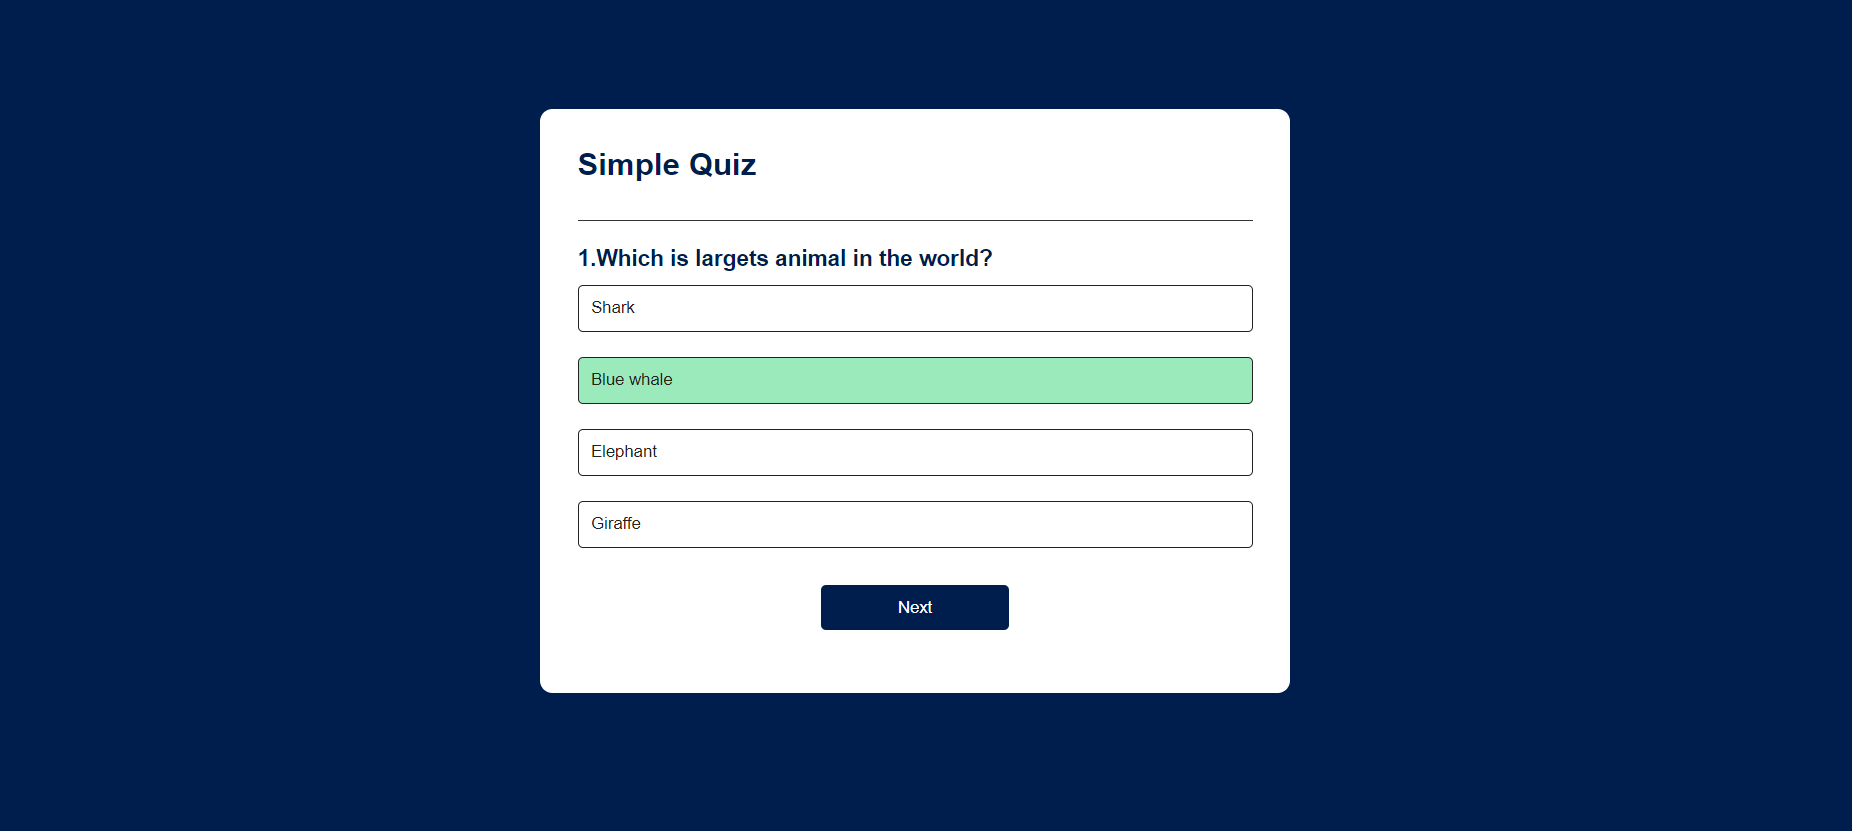 Simple Quiz
1.Which is largets animal in the world?
Shark
Blue whale
Elephant
Giraffe
Next